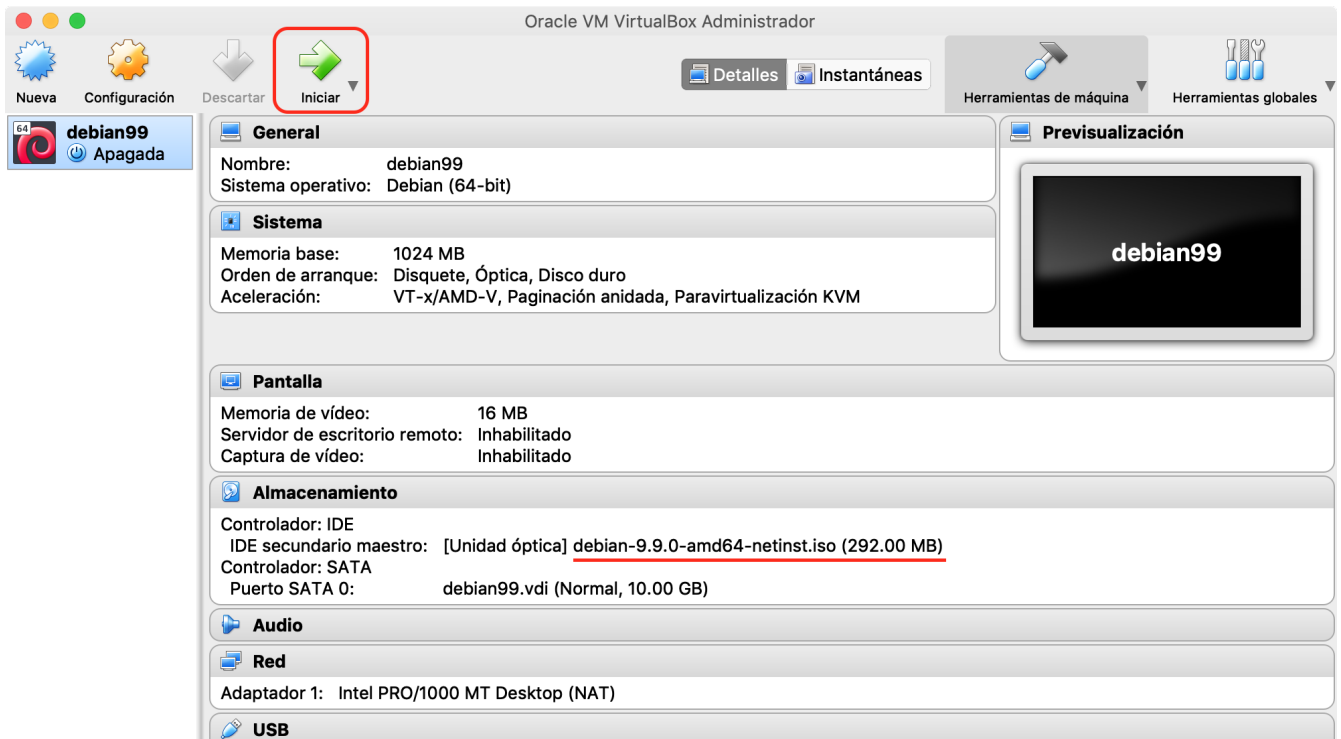 Oracle VM VirtualBox Administrador
Nueva Configuración Descartar Iniciar Detalles Instantáneas Herramientas de máquina Herramientas globales
64 debian99
Apagada
General
Nombre: debian99
Sistema operativo: Debian (64-bit)
Sistema
Memoria base: 1024 MB
Orden de arranque: Disquete, Óptica, Disco duro
Aceleración: VT-x/AMD-V, Paginación anidada, Paravirtualización KVM
Previsualización
debian99
Pantalla
Memoria de vídeo: 16 MB
Servidor de escritorio remoto: Inhabilitado
Captura de vídeo: Inhabilitado
Almacenamiento
Controlador: IDE
IDE secundario maestro: [Unidad óptica] debian-9.9.0-amd64-netinst.iso (292.00 MB)
Controlador: SATA
Puerto SATA 0: debian99.vdi (Normal, 10.00 GB)
Audio
Red
Adaptador 1: Intel PRO/1000 MT Desktop (NAT)
USB